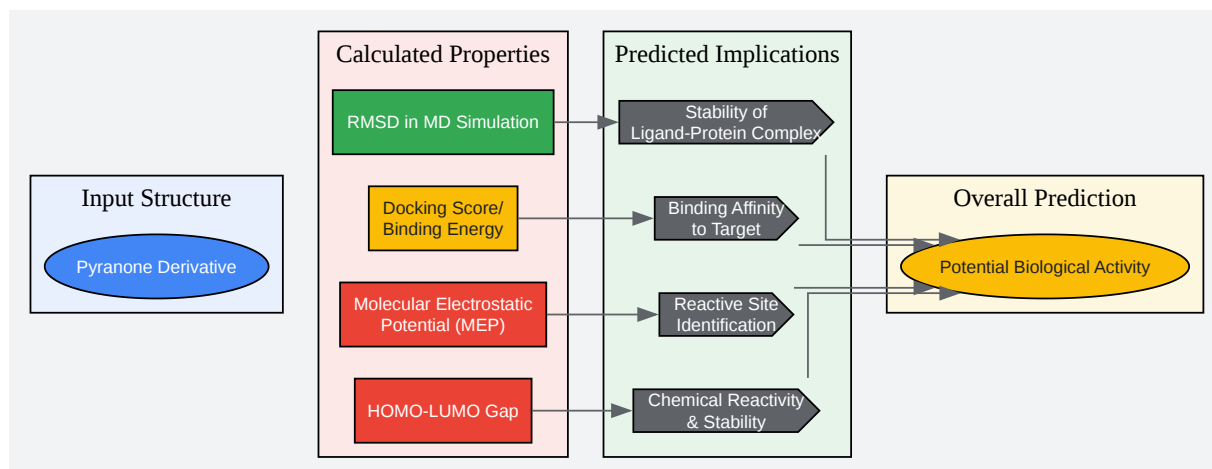 Input Structure
Pyranone Derivative
Calculated Properties
RMSD in MD Simulation
Docking Score/
Binding Energy
Molecular Electrostatic
Potential (MEP)
HOMO-LUMO Gap
Predicted Implications
Stability of
Ligand-Protein Complex
Binding Affinity
to Target
Reactive Site
Identification
Chemical Reactivity
& Stability
Overall Prediction
Potential Biological Activity